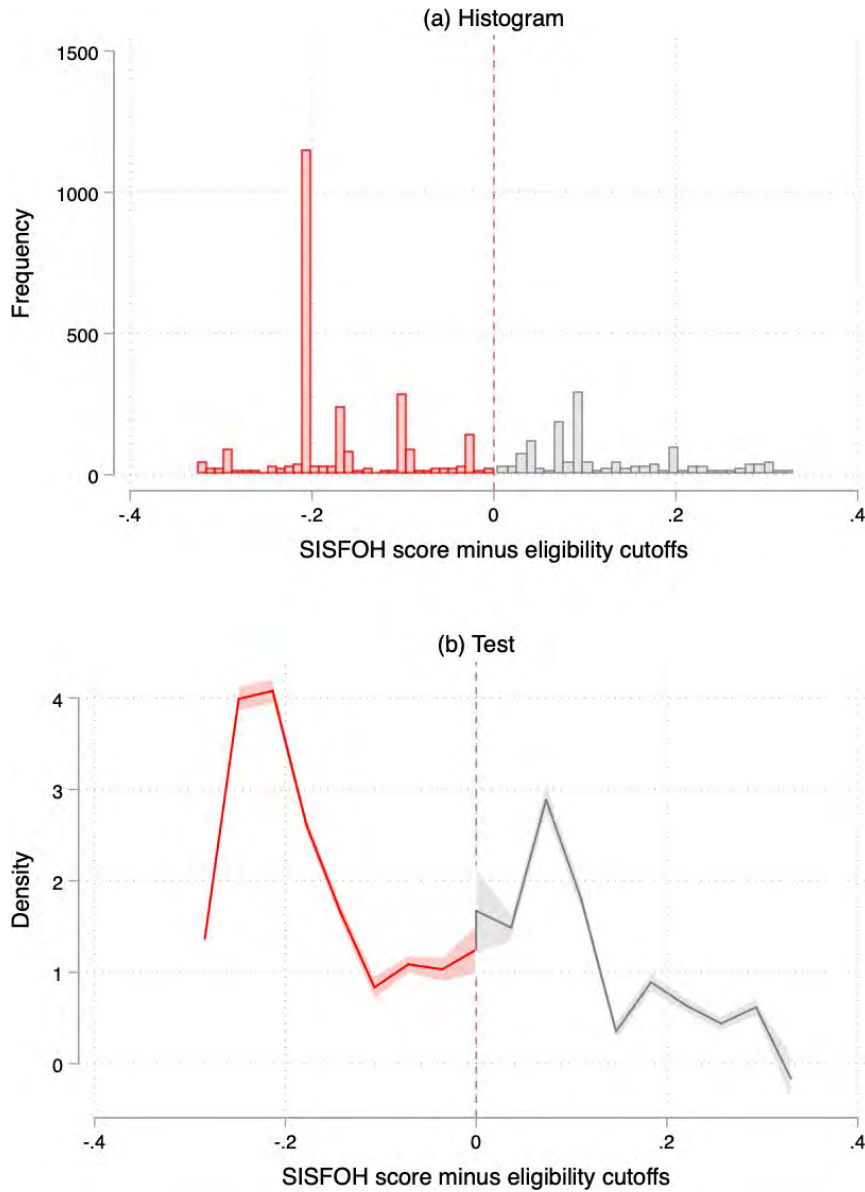 (a) Histogram
1500
1000
500
0
Frequency
-.4 -.2 0 .2 .4
SISFOH score minus eligibility cutoffs
(b) Test
4
3
2
1
0
Density
-.4 -.2 0 .2 .4
SISFOH score minus eligibility cutoffs